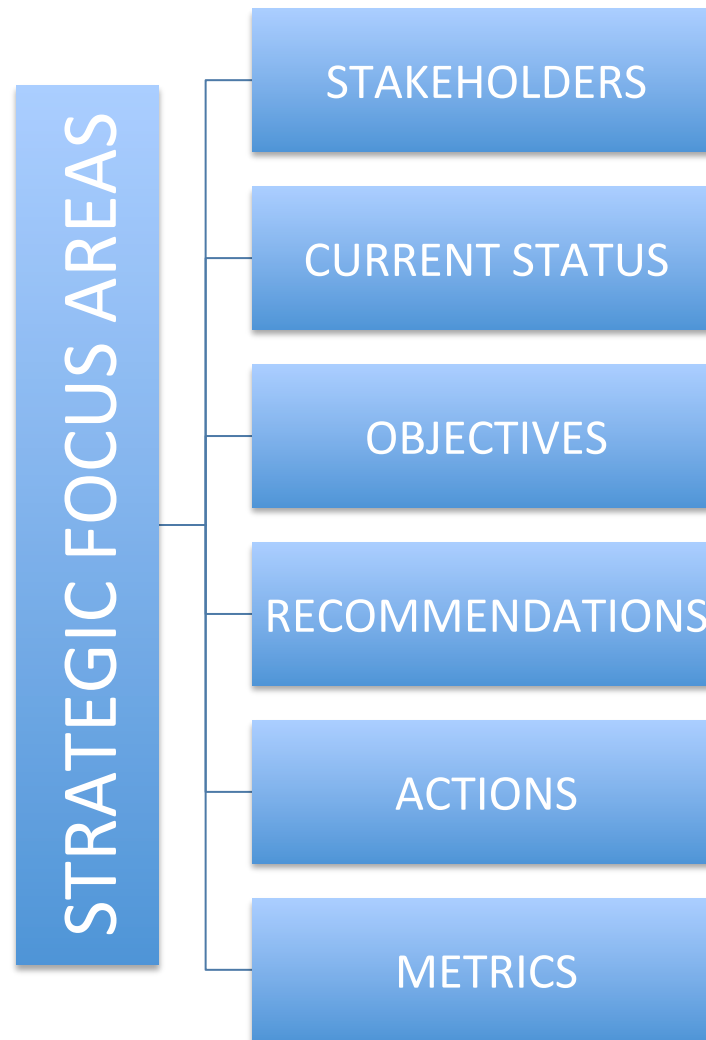 STRATEGIC FOCUS AREAS
STAKEHOLDERS
CURRENT STATUS
OBJECTIVES
RECOMMENDATIONS
ACTIONS
METRICS